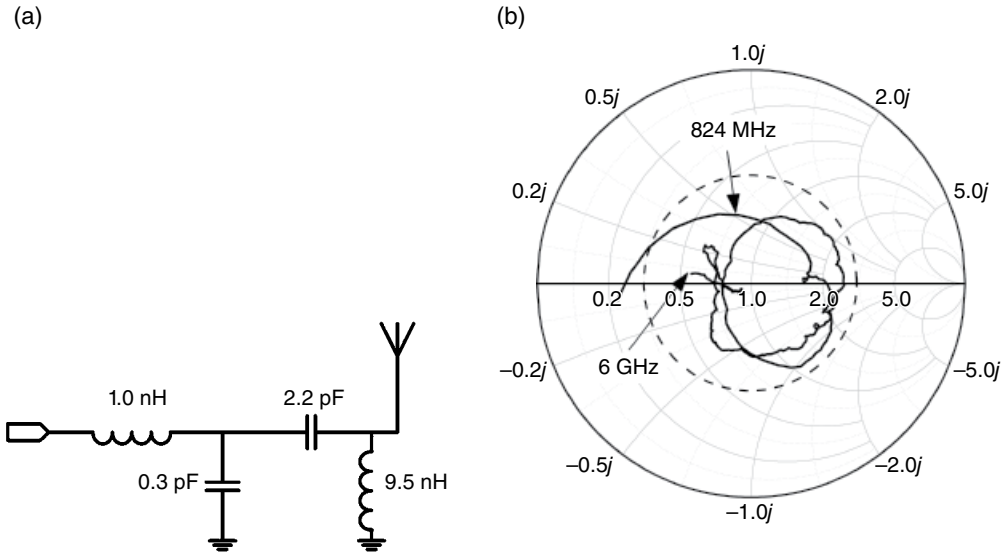 (a)
1.0 nH
0.3 pF
2.2 pF
9.5 nH
(b)
1.0j
0.5j
2.0j
824 MHz
0.2j
5.0j
0.2
0.5
1.0
2.0
5.0
6 GHz
–0.2j
–5.0j
–0.5j
–2.0j
–1.0j